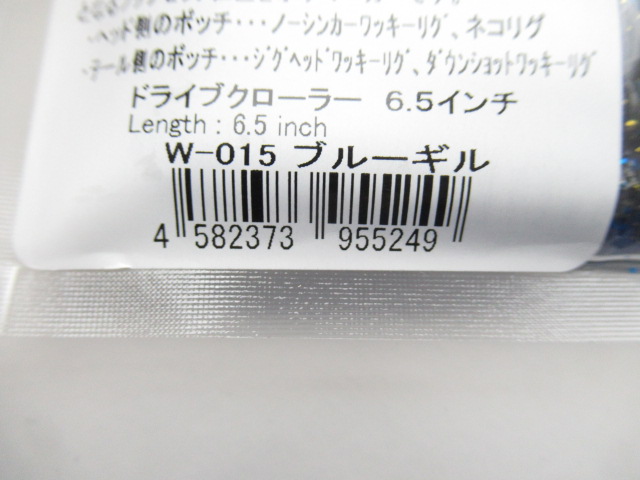 -ヘッド側のポッチ･･･ノーシンカーワッキーリグ、ネコリグ
-テール側のポッチ･･･ジグヘッドワッキーリグ、ダウンショットワッキーリグ
ドライブクローラー 6.5インチ
Length : 6.5 inch
W-015 ブルーギル
4 582373 955249